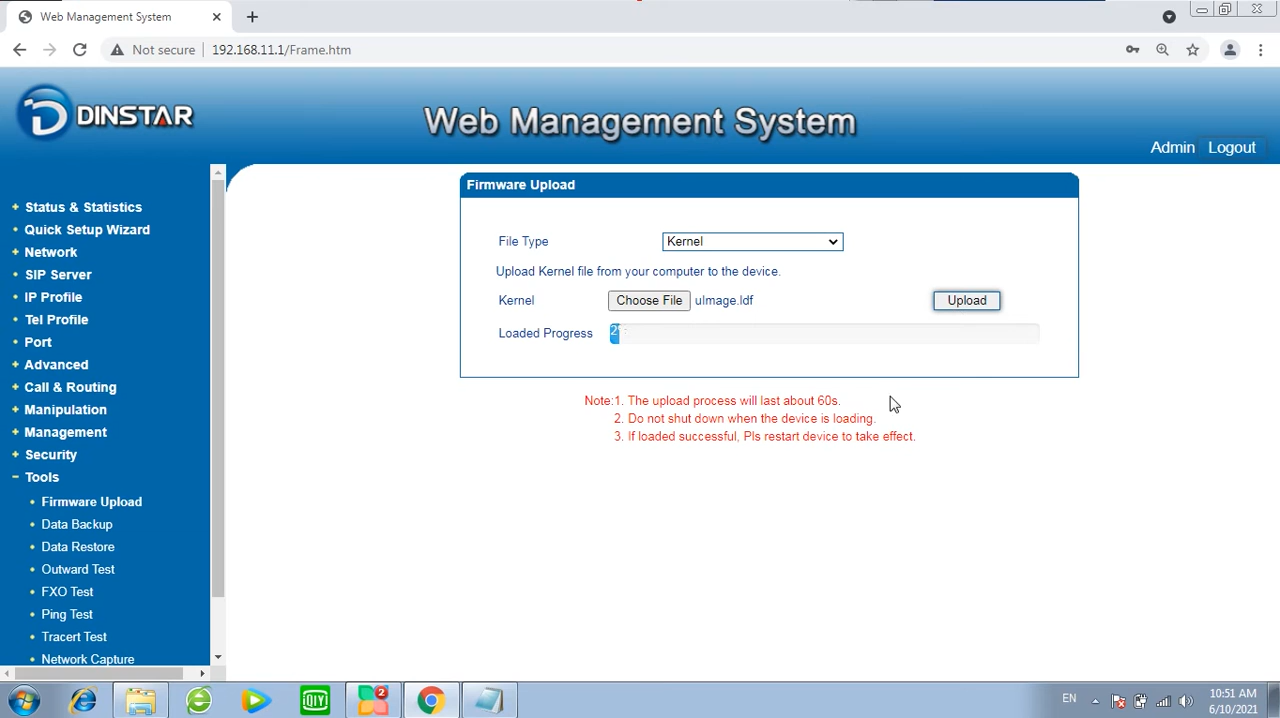 Web Management System
Not secure 192.168.11.1/Frame.htm
DINSTAR
Web Management System
Admin Logout
Status & Statistics
Quick Setup Wizard
Network
SIP Server
IP Profile
Tel Profile
Port
Advanced
Call & Routing
Manipulation
Management
Security
Tools
Firmware Upload
Data Backup
Data Restore
Outward Test
FXO Test
Ping Test
Tracert Test
Network Capture
Firmware Upload
File Type Kernel
Upload Kernel file from your computer to the device.
Kernel Choose File uImage.ldf Upload
Loaded Progress
Note:1. The upload process will last about 60s.
2. Do not shut down when the device is loading.
3. If loaded successful, Pls restart device to take effect.
QIYI 2 EN 10:51 AM
6/10/2021